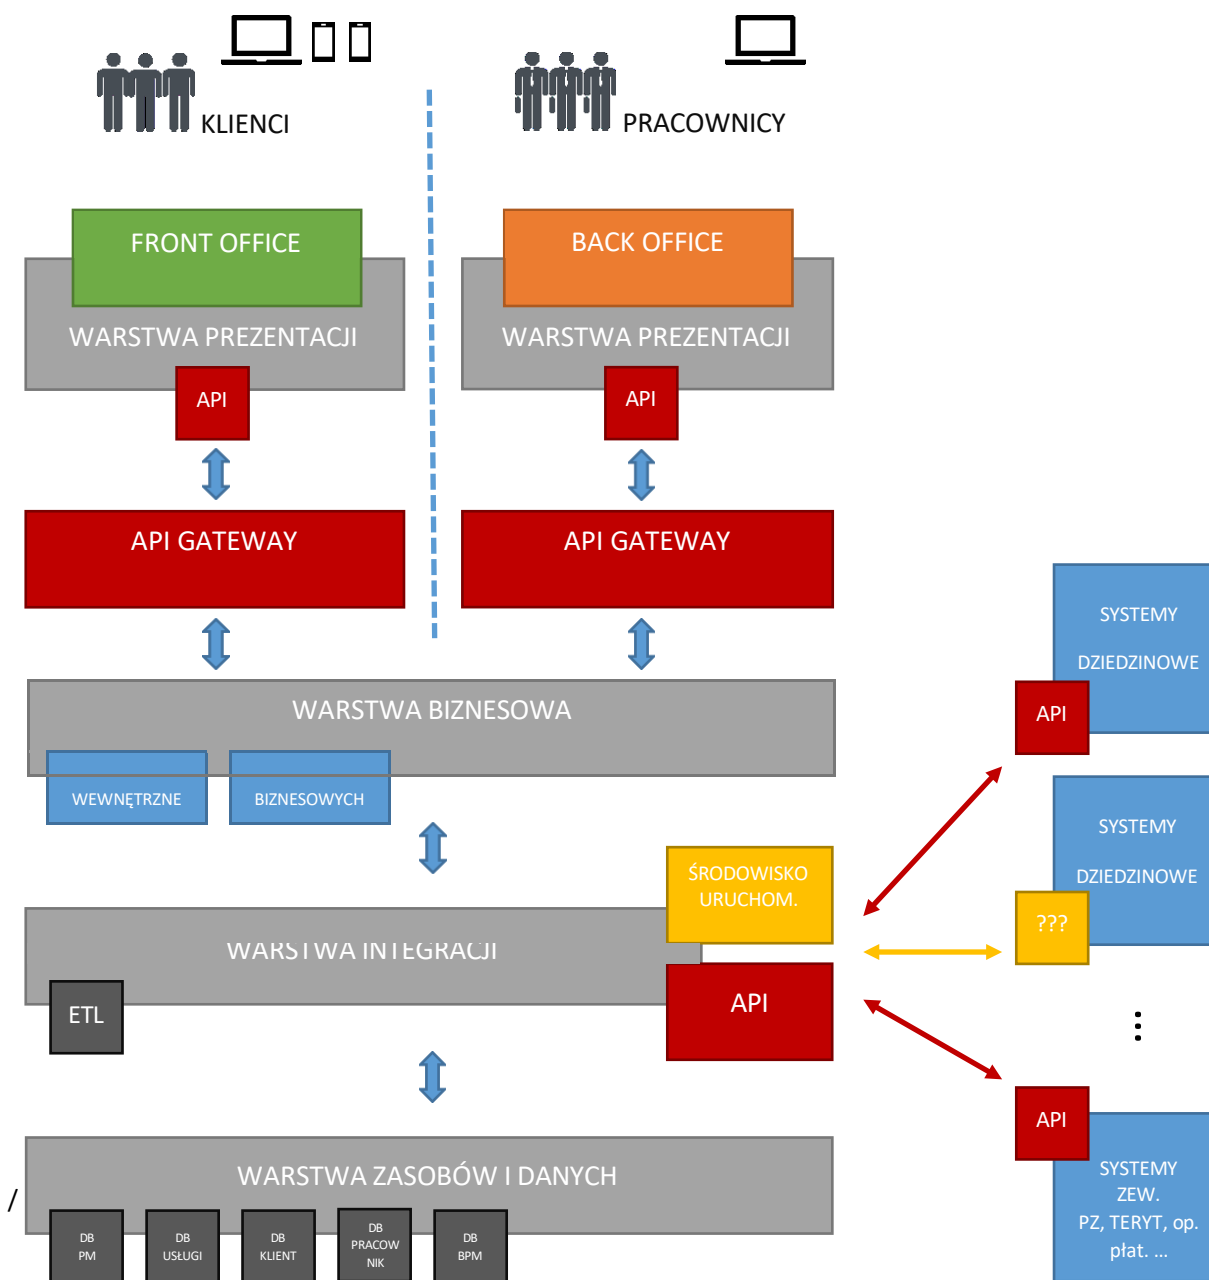 KLIENCI
PRACOWNICY
FRONT OFFICE
BACK OFFICE
WARSTWA PREZENTACJI
WARSTWA PREZENTACJI
API
API
API GATEWAY
API GATEWAY
SYSTEMY
DZIEDZINOWE
API
WARSTWA BIZNESOWA
WEWNĘTRZNE
BIZNESOWYCH
SYSTEMY
DZIEDZINOWE
???
ŚRODOWISKO
URUCHOM.
WARSTWA INTEGRACJI
API
ETL
...
API
SYSTEMY
ZEW.
PZ, TERYT, op.
płat. ...
WARSTWA ZASOBÓW I DANYCH
/
DB
PM
DB
USŁUGI
DB
KLIENT
DB
PRACOW
NIK
DB
BPM